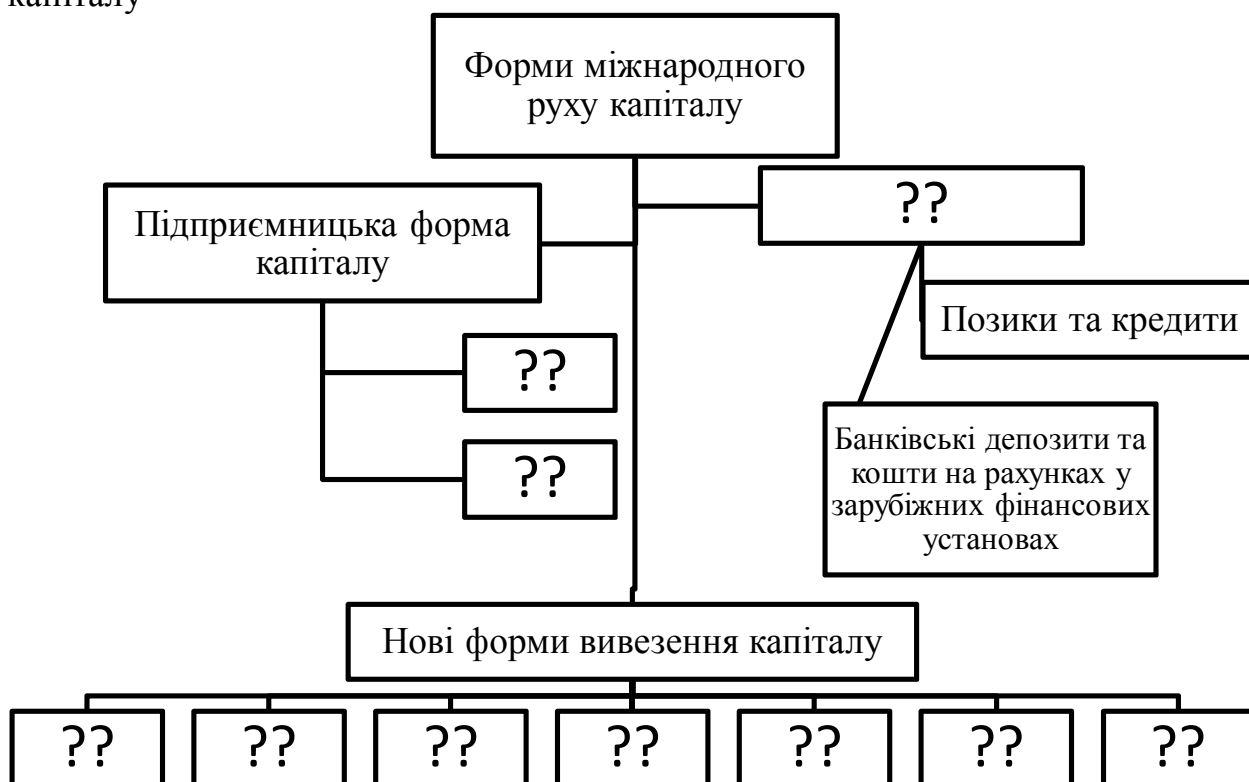 капіталу
Форми міжнародного
руху капіталу
??
Підприємницька форма
капіталу
Позики та кредити
??
Банківські депозити та
кошти на рахунках у
зарубіжних фінансових
установах
??
Нові форми вивезення капіталу
?? ?? ?? ?? ?? ?? ??